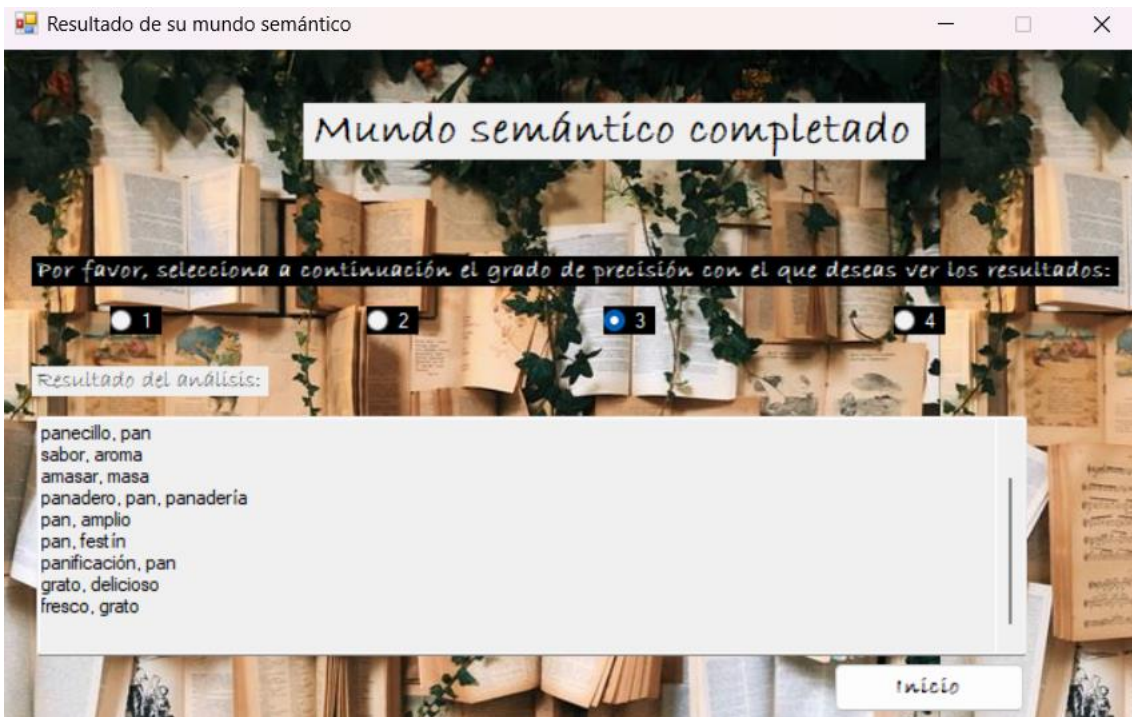 Resultado de su mundo semántico
Mundo semántico completado
Por favor, selecciona a continuación el grado de precisión con el que deseas ver los resultados:
1 2 3 4
Resultado del análisis:
panecillo, pan
sabor, aroma
amasar, masa
panadero, pan, panadería
pan, amplio
pan, festín
panificación, pan
grato, delicioso
fresco, grato
Inicio